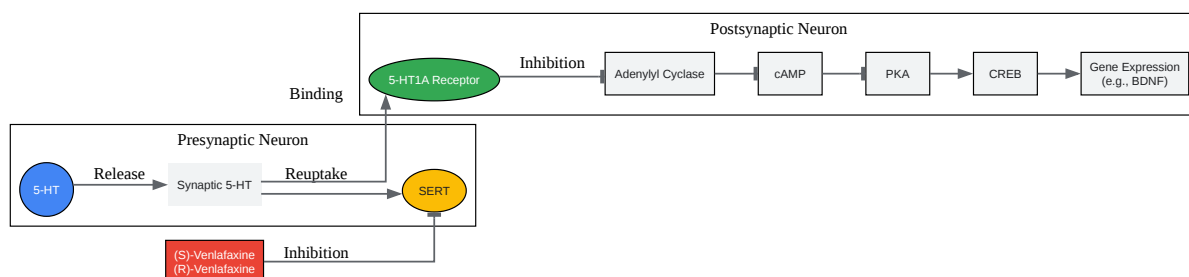 Postsynaptic Neuron
5-HT1A Receptor
Inhibition
Adenylyl Cyclase
cAMP
PKA
CREB
Gene Expression
(e.g., BDNF)
Binding
Presynaptic Neuron
5-HT
Release
Synaptic 5-HT
Reuptake
SERT
(S)-Venlafaxine
(R)-Venlafaxine
Inhibition